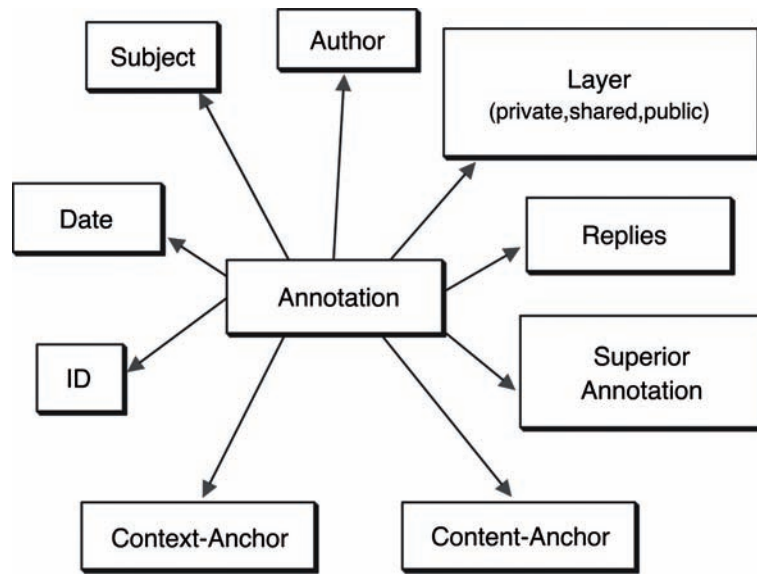 Author
Subject
Layer
(private,shared,public)
Date
Replies
Annotation
ID
Superior
Annotation
Context-Anchor
Content-Anchor